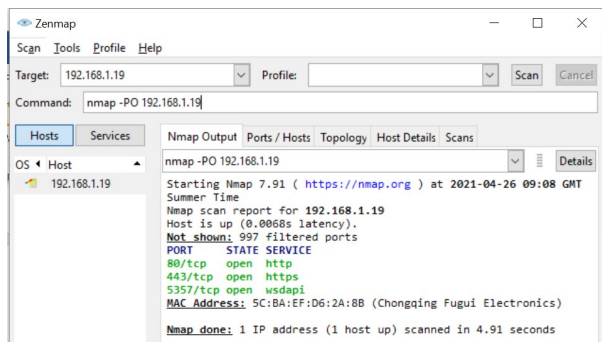 Zenmap
Scan Tools Profile Help
Target: 192.168.1.19 Profile: Scan Cancel
Command: nmap -PO 192.168.1.19
Hosts Services
Nmap Output Ports / Hosts Topology Host Details Scans
OS Host
192.168.1.19
nmap -PO 192.168.1.19 Details
Starting Nmap 7.91 ( https://nmap.org ) at 2021-04-26 09:08 GMT
Summer Time
Nmap scan report for 192.168.1.19
Host is up (0.0068s latency).
Not shown: 997 filtered ports
PORT STATE SERVICE
80/tcp open http
443/tcp open https
5357/tcp open wsdapi
MAC Address: 5C:BA:EF:D6:2A:8B (Chongqing Fugui Electronics)
Nmap done: 1 IP address (1 host up) scanned in 4.91 seconds